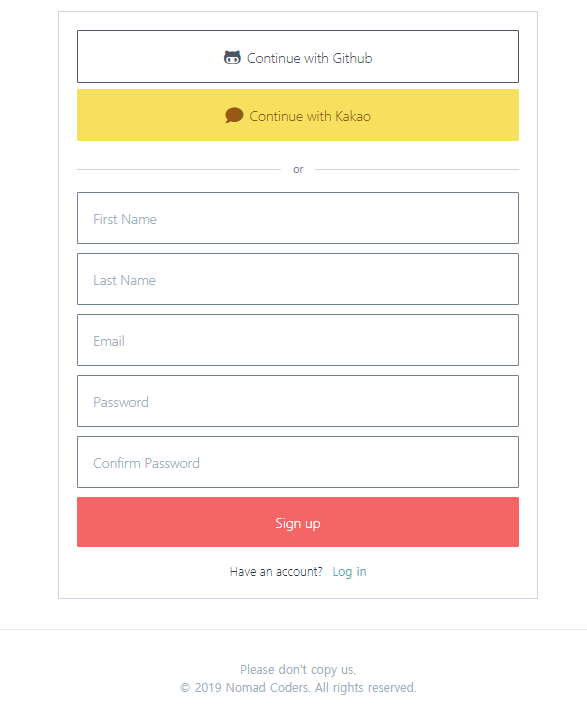 Continue with Github
Continue with Kakao
or
First Name
Last Name
Email
Password
Confirm Password
Sign up
Have an account? Log in
Please don't copy us.
© 2019 Nomad Coders. All rights reserved.